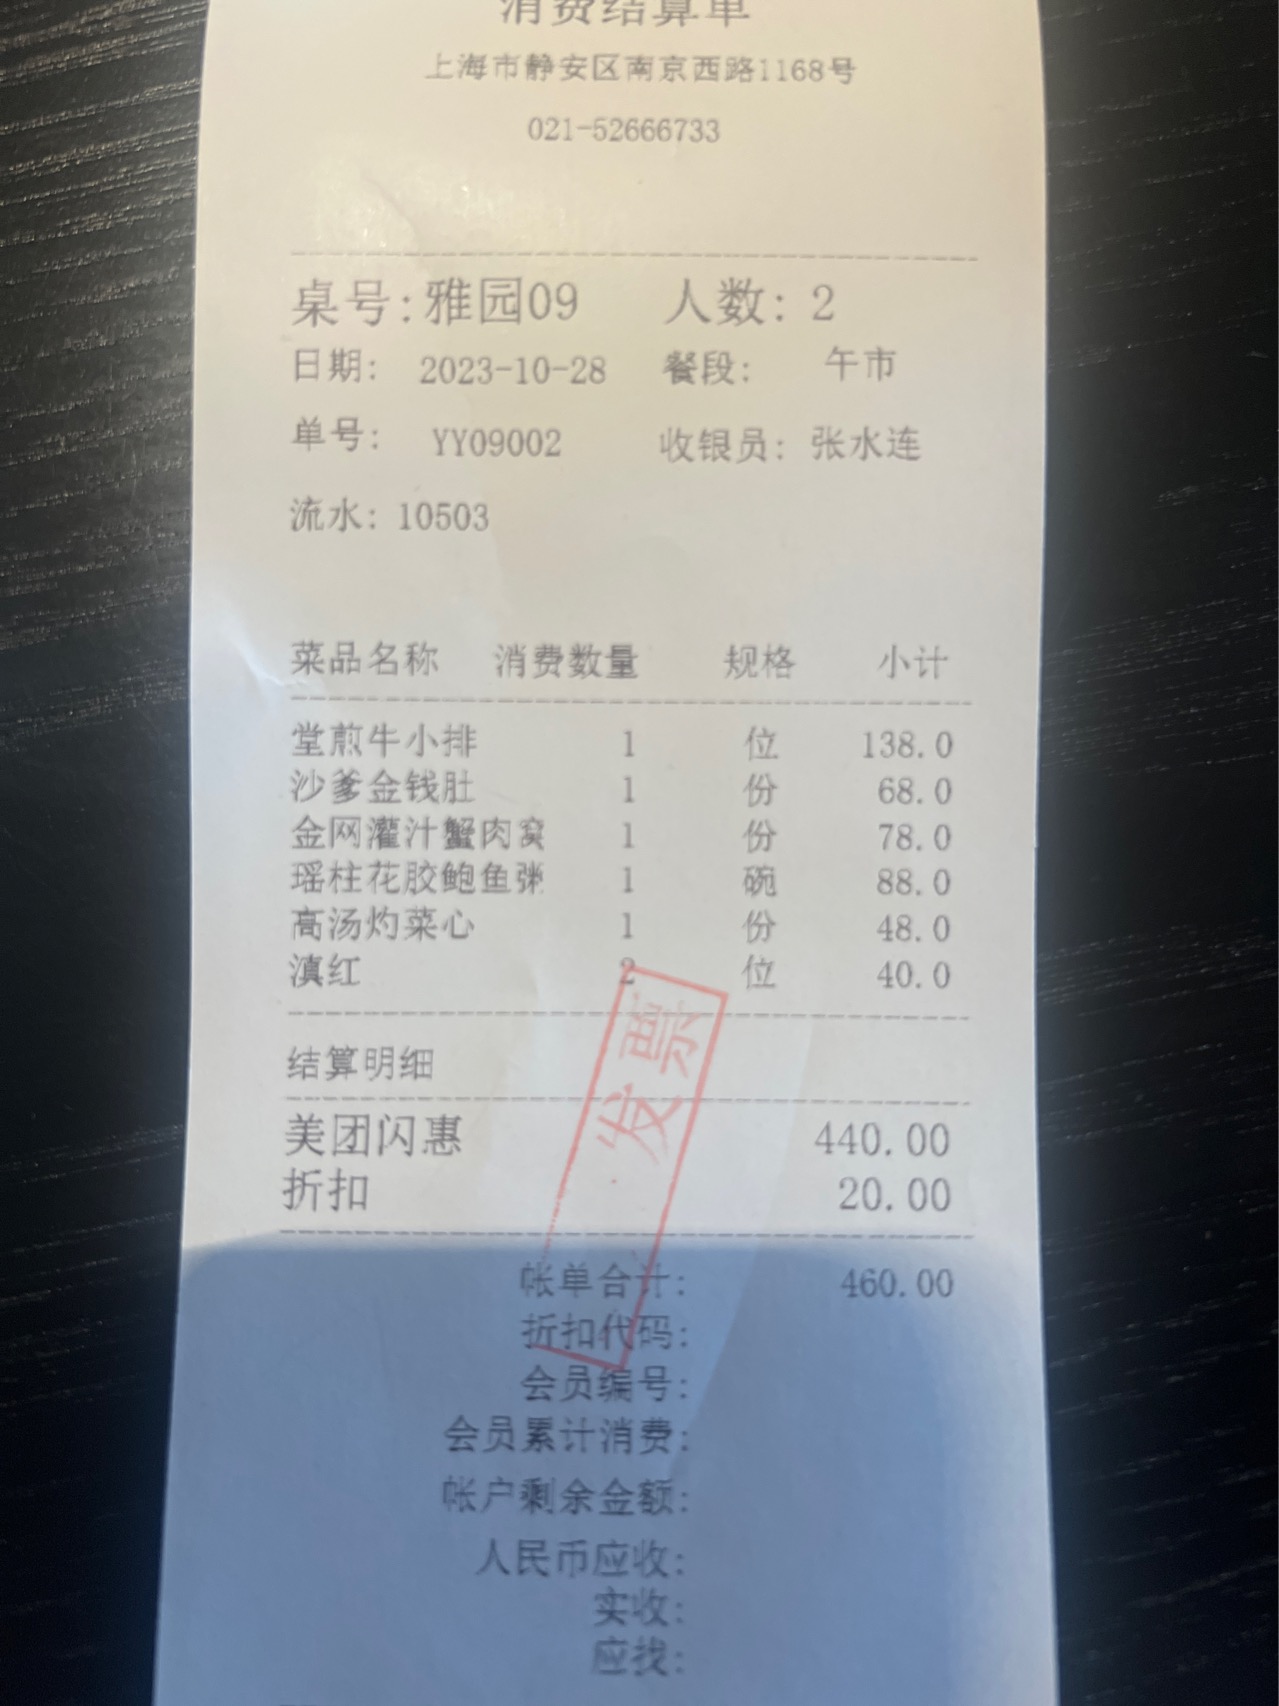 消费结算单
上海市静安区南京西路1168号
021-52666733
桌号:雅园09 人数: 2
日期: 2023-10-28 餐段: 午市
单号: YY09002 收银员: 张水连
流水: 10503
菜品名称 消费数量 规格 小计
堂煎牛小排 1 位 138.0
沙爹金钱肚 1 份 68.0
金网灌汁蟹肉窝 1 份 78.0
瑶柱花胶鲍鱼粥 1 碗 88.0
高汤灼菜心 1 份 48.0
滇红 2 位 40.0
结算明细
美团闪惠 440.00
折扣 20.00
帐单合计: 460.00
折扣代码:
会员编号:
会员累计消费:
帐户剩余金额:
人民币应收:
实收:
应找:
发票